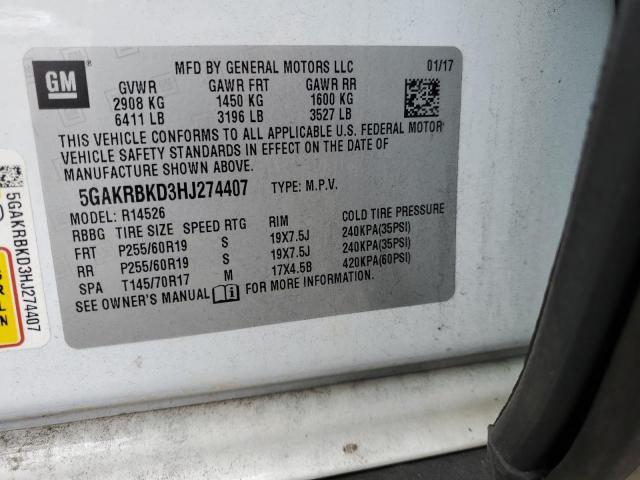 GM
®
MFD BY GENERAL MOTORS LLC 01/17
GVWR GAWR FRT GAWR RR
2908 KG 1450 KG 1600 KG
6411 LB 3196 LB 3527 LB
THIS VEHICLE CONFORMS TO ALL APPLICABLE U.S. FEDERAL MOTOR
VEHICLE SAFETY STANDARDS IN EFFECT ON THE DATE OF
MANUFACTURE SHOWN ABOVE.
5GAKRBKD3HJ274407 TYPE: M.P.V.
MODEL: R14526
RBBG TIRE SIZE SPEED RTG RIM COLD TIRE PRESSURE
FRT P255/60R19 S 19X7.5J 240KPA(35PSI)
RR P255/60R19 S 19X7.5J 240KPA(35PSI)
SPA T145/70R17 M 17X4.5B 420KPA(60PSI)
SEE OWNER'S MANUAL FOR MORE INFORMATION.
5GAKRBKD3HJ274407